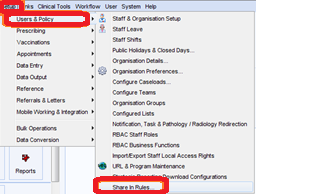 Links Clinical Tools Workflow User System Help
Users & Policy
Prescribing
Vaccinations
Appointments
Data Entry
Data Output
Reference
Referrals & Letters
Mobile Working & Integration
Bulk Operations
Data Conversion
Reports
Staff & Organisation Setup
Staff Leave
Staff Shifts
Public Holidays & Closed Days...
Organisation Details...
Organisation Preferences...
Configure Caseloads
Configure Teams
Organisation Groups
Configured Lists
Notification, Task & Pathology / Radiology Redirection
RBAC Staff Roles
RBAC Business Functions
Import/Export Staff Local Access Rights
URL & Program Maintenance
Strategic Reporting Download Configurations
Share In Rules...